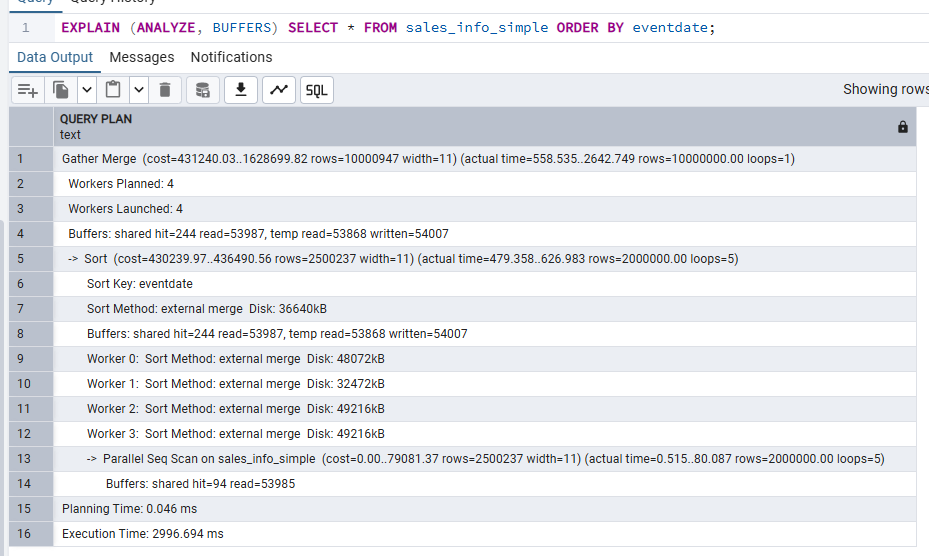 Query Query History
1 EXPLAIN (ANALYZE, BUFFERS) SELECT * FROM sales_info_simple ORDER BY eventdate;
Data Output Messages Notifications
SQL Showing rows
QUERY PLAN
text
1 Gather Merge (cost=431240.03..1628699.82 rows=10000947 width=11) (actual time=558.535..2642.749 rows=10000000.00 loops=1)
2 Workers Planned: 4
3 Workers Launched: 4
4 Buffers: shared hit=244 read=53987, temp read=53868 written=54007
5 -> Sort (cost=430239.97..436490.56 rows=2500237 width=11) (actual time=479.358..626.983 rows=2000000.00 loops=5)
6 Sort Key: eventdate
7 Sort Method: external merge Disk: 36640kB
8 Buffers: shared hit=244 read=53987, temp read=53868 written=54007
9 Worker 0: Sort Method: external merge Disk: 48072kB
10 Worker 1: Sort Method: external merge Disk: 32472kB
11 Worker 2: Sort Method: external merge Disk: 49216kB
12 Worker 3: Sort Method: external merge Disk: 49216kB
13 -> Parallel Seq Scan on sales_info_simple (cost=0.00..79081.37 rows=2500237 width=11) (actual time=0.515..80.087 rows=2000000.00 loops=5)
14 Buffers: shared hit=94 read=53985
15 Planning Time: 0.046 ms
16 Execution Time: 2996.694 ms